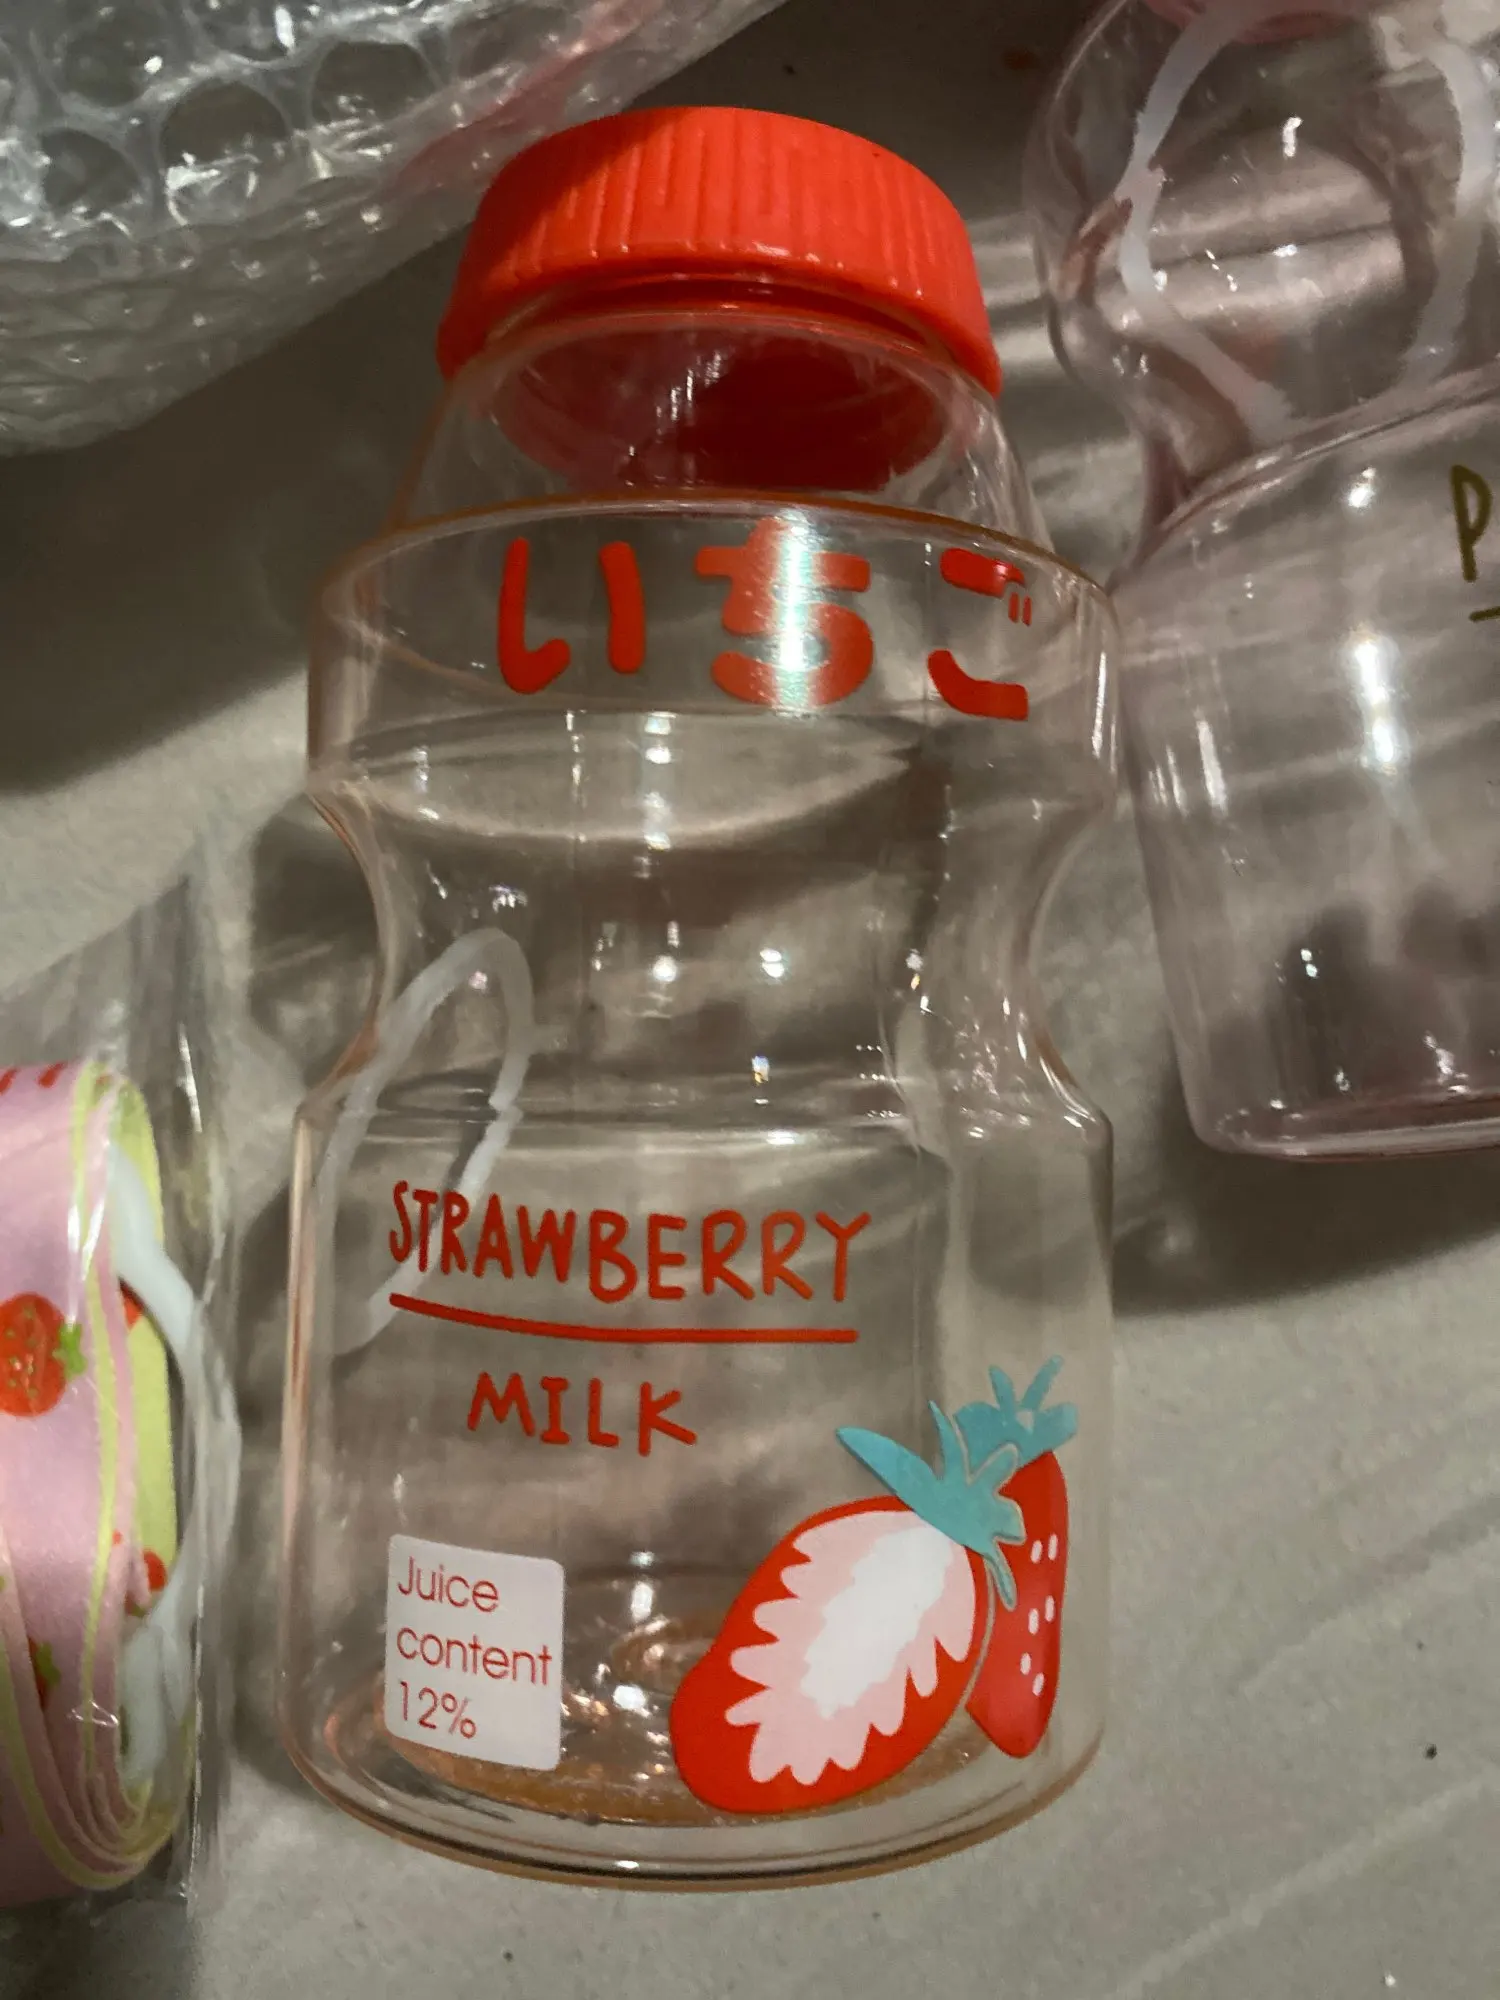 いちご
STRAWBERRY
MILK
Juice
content
12%